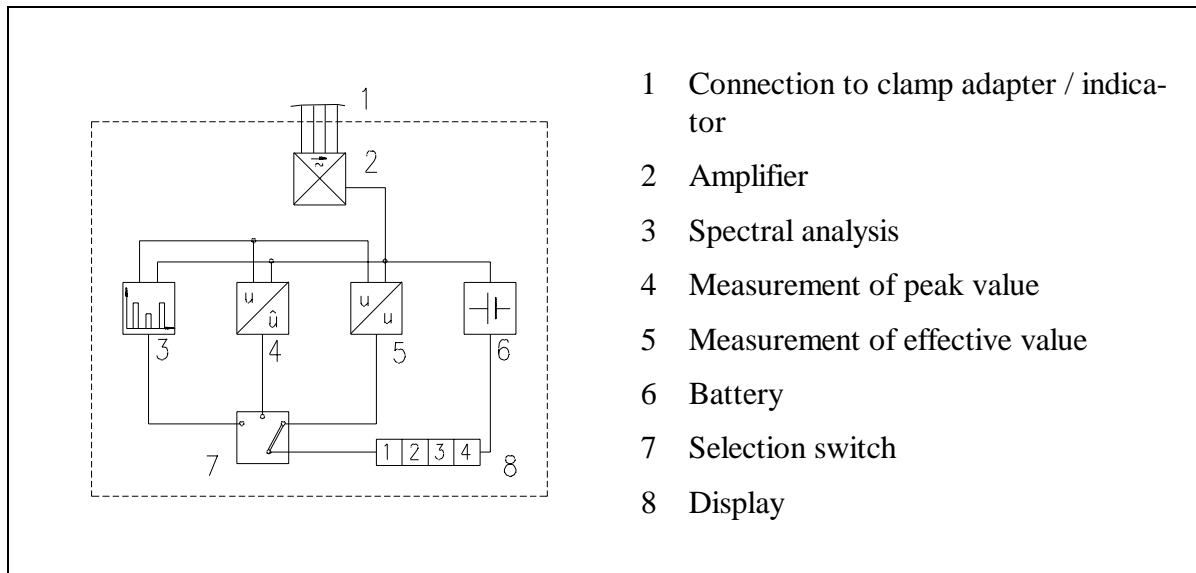 1
2
~
u
û
u
u
3
4
5
6
7
1 2 3 4
8
1 Connection to clamp adapter / indica-
tor
2 Amplifier
3 Spectral analysis
4 Measurement of peak value
5 Measurement of effective value
6 Battery
7 Selection switch
8 Display